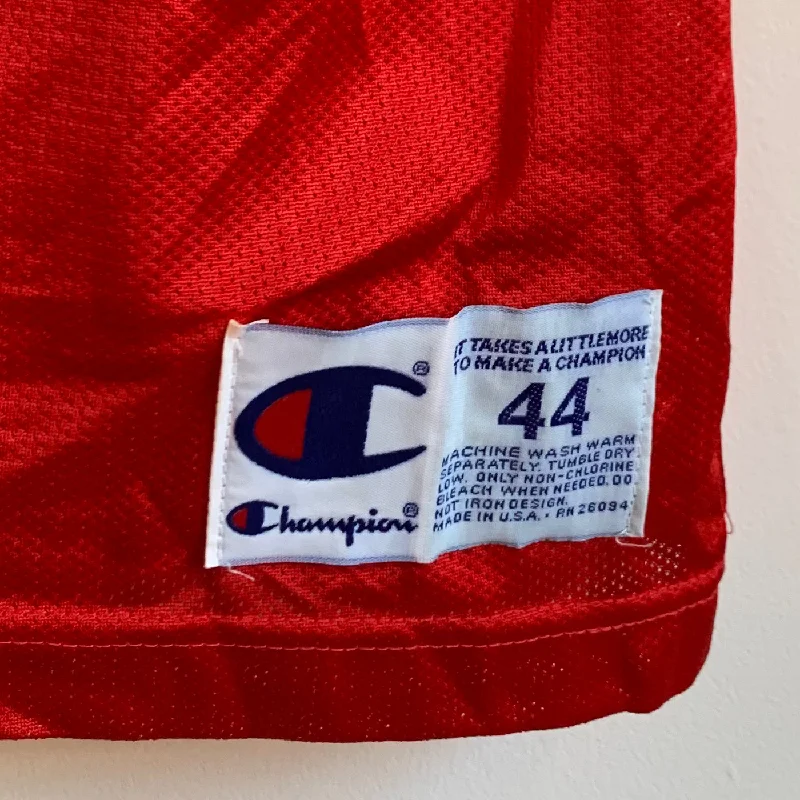 Champion
IT TAKES A LITTLE MORE
TO MAKE A CHAMPION
44
MACHINE WASH WARM
SEPARATELY. TUMBLE DRY
LOW. ONLY NON-CHLORINE
BLEACH WHEN NEEDED. DO
NOT IRON DESIGN.
MADE IN U.S.A. • RN 26094